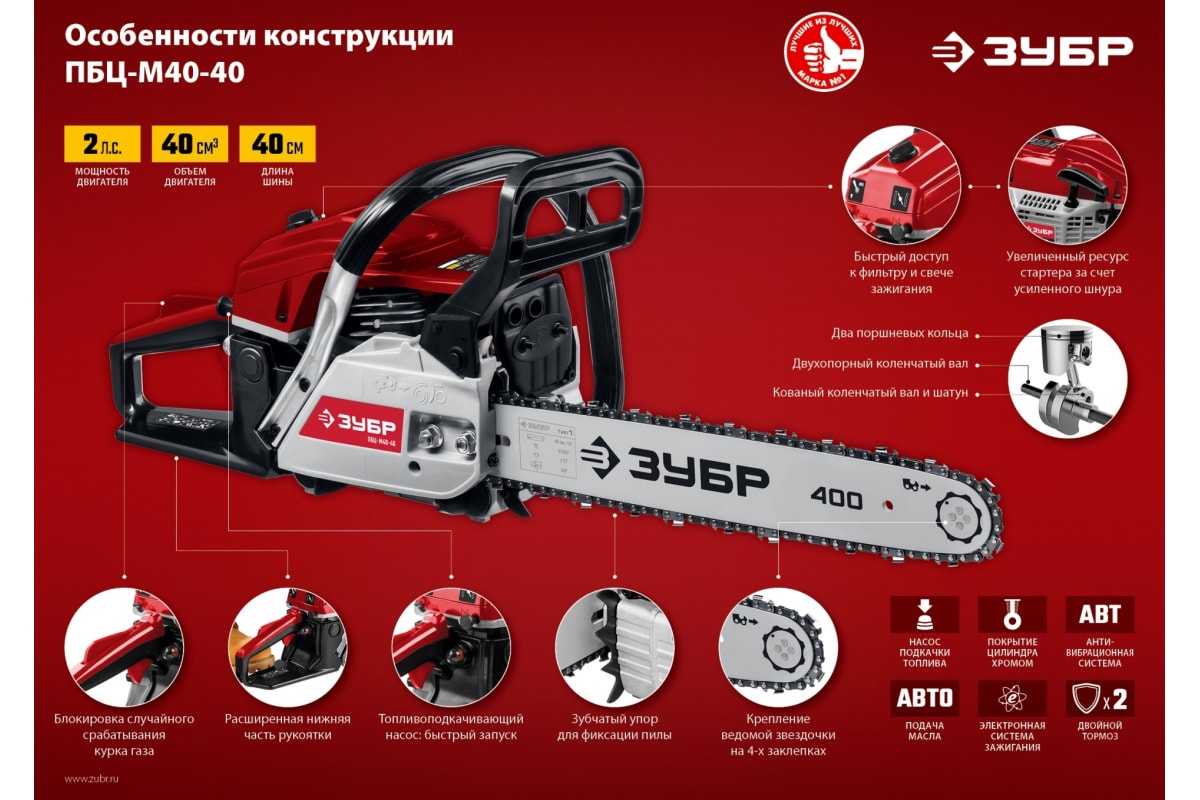 Особенности конструкции
ПБЦ-М40-40
ЛУЧШИЕ ИЗ ЛУЧШИХ
МАРКА №1
ЗУБР
2 Л.С.
МОЩНОСТЬ
ДВИГАТЕЛЯ
40 СМ³
ОБЪЕМ
ДВИГАТЕЛЯ
40 СМ
ДЛИНА
ШИНЫ
Быстрый доступ
к фильтру и свече
зажигания
ЗУБР
Увеличенный ресурс
стартера за счет
усиленного шнура
Два поршневых кольца
Двухопорный коленчатый вал
Кованый коленчатый вал и шатун
ЗУБР
ПБЦ-М40-40
ЗУБР
ЗУБР
400
Блокировка случайного
срабатывания
курка газа
Расширенная нижняя
часть рукоятки
Топливоподкачивающий
насос: быстрый запуск
Зубчатый упор
для фиксации пилы
Крепление
ведомой звездочки
на 4-х заклепках
НАСОС
ПОДКАЧКИ
ТОПЛИВА
ПОКРЫТИЕ
ЦИЛИНДРА
ХРОМОМ
АВТ
АНТИ-
ВИБРАЦИОННАЯ
СИСТЕМА
АВТО
ПОДАЧА
МАСЛА
ЭЛЕКТРОННАЯ
СИСТЕМА
ЗАЖИГАНИЯ
x 2
ДВОЙНОЙ
ТОРМОЗ
www.zubr.ru